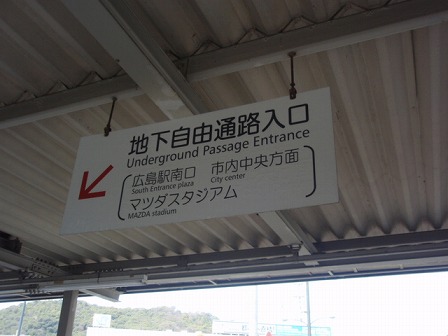 地下自由通路入口
Underground Passage Entrance
広島駅南口 市内中央方面
South Entrance plaza City center
マツダスタジアム
MAZDA stadium